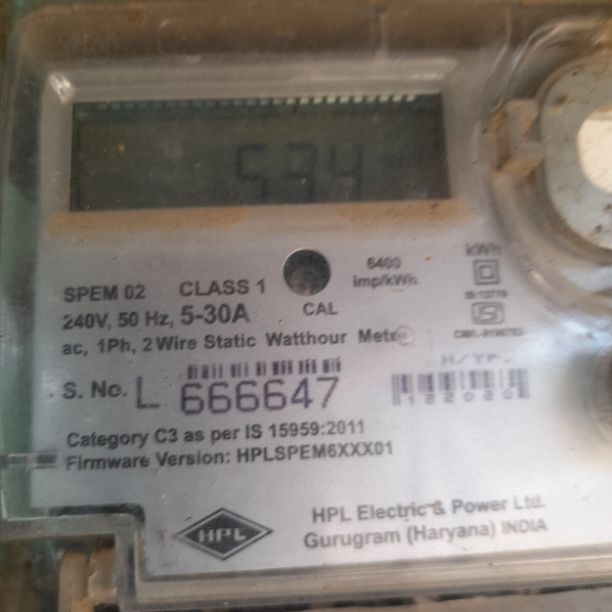 534
SPEM 02 CLASS 1
6400
imp/kWh
kWh
CAL
240V, 50 Hz, 5-30A
ac, 1Ph, 2 Wire Static Watthour Meter
S. No. L 666647
122020
Category C3 as per IS 15959:2011
Firmware Version: HPLSPEM6XXX01
HPL
HPL Electric & Power Ltd.
Gurugram (Haryana) INDIA